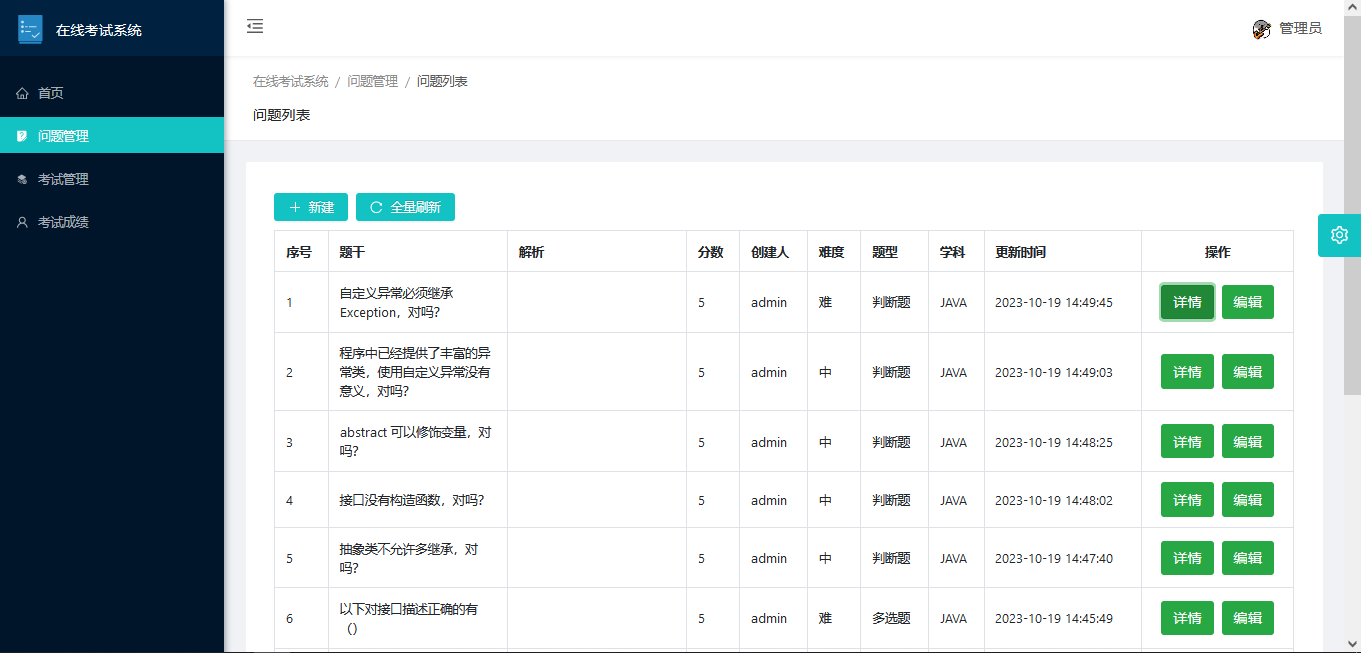 在线考试系统
管理员
首页
问题管理
考试管理
考试成绩
在线考试系统 / 问题管理 / 问题列表
问题列表
新建 全量刷新
序号 题干 解析 分数 创建人 难度 题型 学科 更新时间 操作
1 自定义异常必须继承 5 admin 难 判断题 JAVA 2023-10-19 14:49:45 详情 编辑
Exception，对吗?
程序中已经提供了丰富的异
2 常类，使用自定义异常没有 5 admin 中 判断题 JAVA 2023-10-19 14:49:03 详情 编辑
意义，对吗?
3 abstract 可以修饰变量，对 5 admin 中 判断题 JAVA 2023-10-19 14:48:25 详情 编辑
吗?
4 接口没有构造函数，对吗? 5 admin 中 判断题 JAVA 2023-10-19 14:48:02 详情 编辑
5 抽象类不允许多继承，对 5 admin 中 判断题 JAVA 2023-10-19 14:47:40 详情 编辑
吗?
6 以下对接口描述正确的有 5 admin 难 多选题 JAVA 2023-10-19 14:45:49 详情 编辑
（）